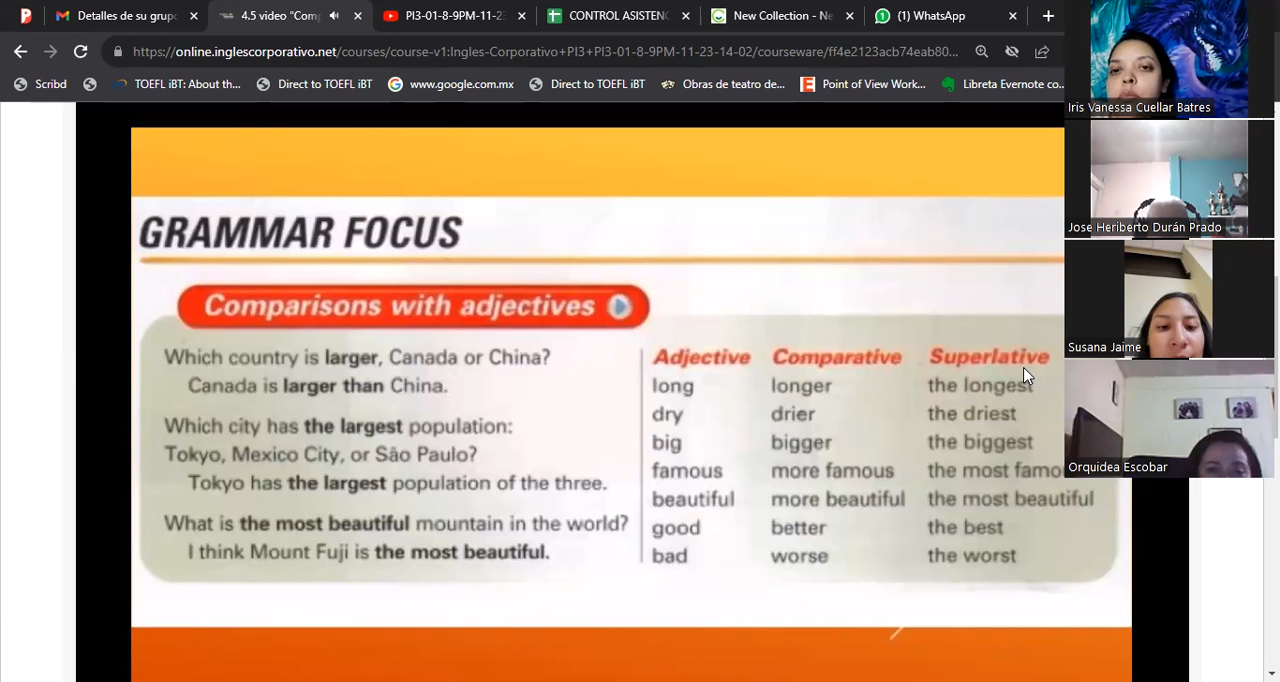 Detalles de su grupo
4.5 video "Com
PI3-01-8-9PM-11-23
CONTROL ASISTENC
New Collection - Ne
(1) WhatsApp
https://online.inglescorporativo.net/courses/course-v1:Ingles-Corporativo+PI3+PI3-01-8-9PM-11-23-14-02/courseware/ff4e2123acb74eab80...
Scribd
TOEFL iBT: About th...
Direct to TOEFL iBT
www.google.com.mx
Direct to TOEFL iBT
Obras de teatro de...
Point of View Work...
Libreta Evernote co...
Iris Vanessa Cuellar Batres
Jose Heriberto Durán Prado
Susana Jaime
Orquidea Escobar
GRAMMAR FOCUS
Comparisons with adjectives
Which country is larger, Canada or China?
Canada is larger than China.
Which city has the largest population:
Tokyo, Mexico City, or São Paulo?
Tokyo has the largest population of the three.
What is the most beautiful mountain in the world?
I think Mount Fuji is the most beautiful.
Adjective Comparative Superlative
long longer the longest
dry drier the driest
big bigger the biggest
famous more famous the most famo
beautiful more beautiful the most beautiful
good better the best
bad worse the worst